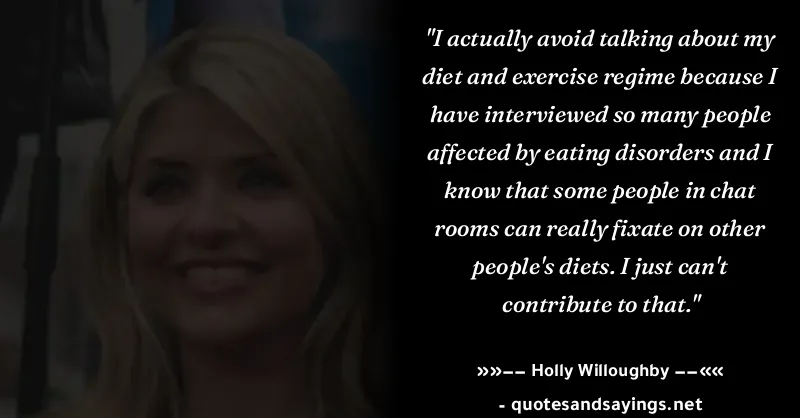 "I actually avoid talking about my
diet and exercise regime because I
have interviewed so many people
affected by eating disorders and I
know that some people in chat
rooms can really fixate on other
people's diets. I just can't
contribute to that."
»»–– Holly Willoughby ––««
- quotesandsayings.net